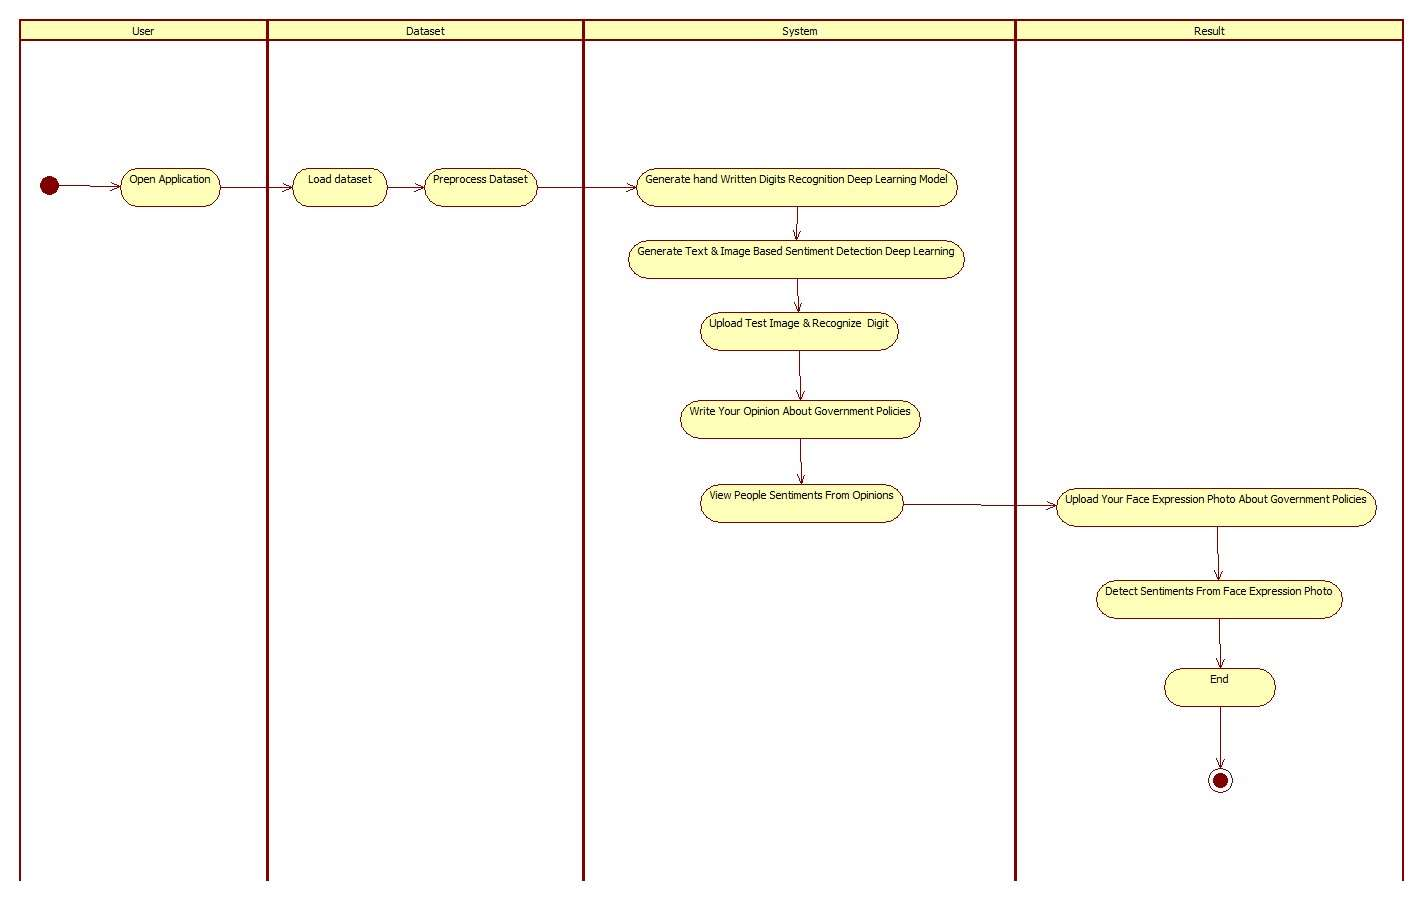 User
Dataset
System
Result
Open Application
Load dataset
Preprocess Dataset
Generate hand Written Digits Recognition Deep Learning Model
Generate Text & Image Based Sentiment Detection Deep Learning
Upload Test Image & Recognize  Digit
Write Your Opinion About Government Policies
View People Sentiments From Opinions
Upload Your Face Expression Photo About Government Policies
Detect Sentiments From Face Expression Photo
End